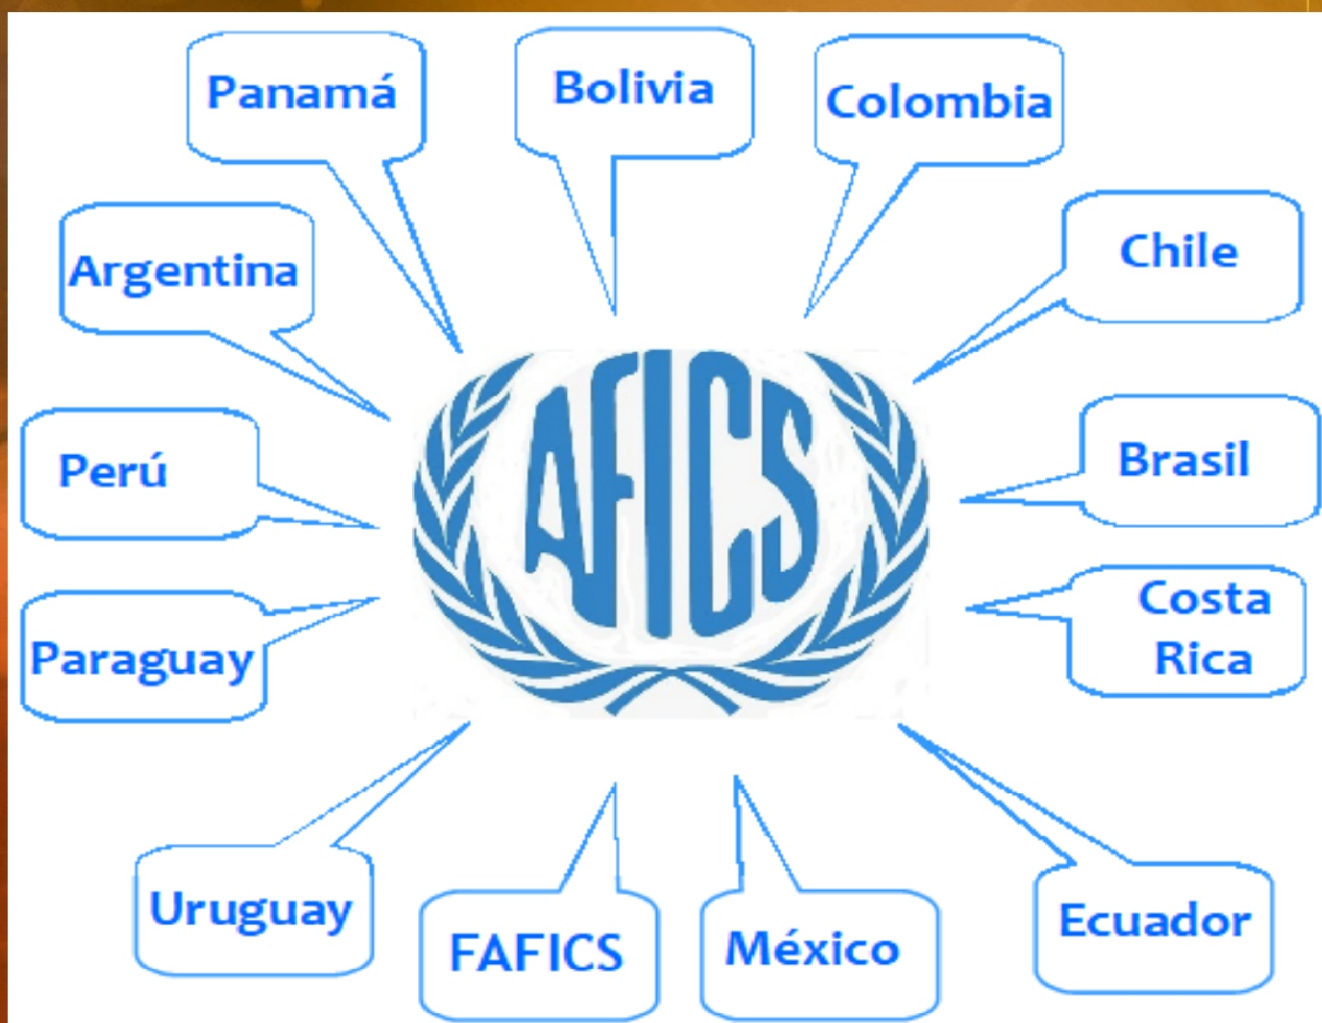 Panamá
Bolivia
Colombia
Argentina
Chile
Perú
AFICS
Brasil
Paraguay
Costa
Rica
Uruguay
FAFICS
México
Ecuador